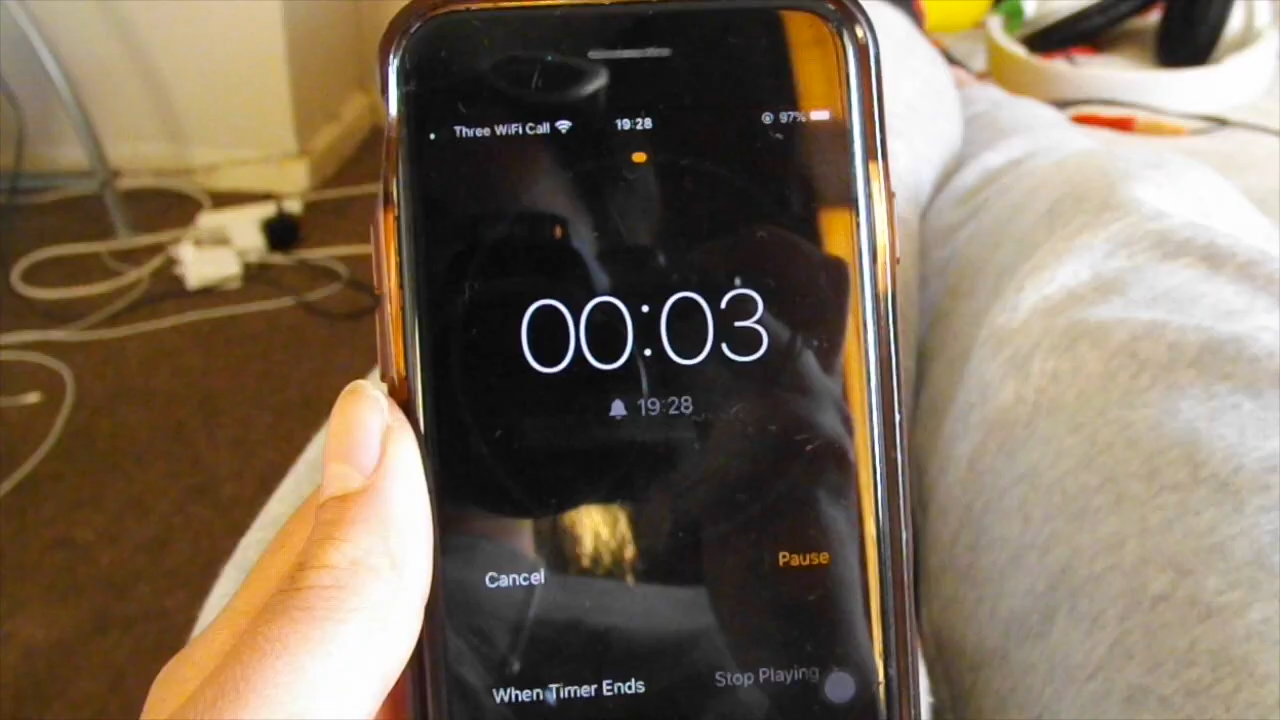 Three WiFi Call 19:28 97%
00:03
19:28
Cancel Pause
When Timer Ends Stop Playing